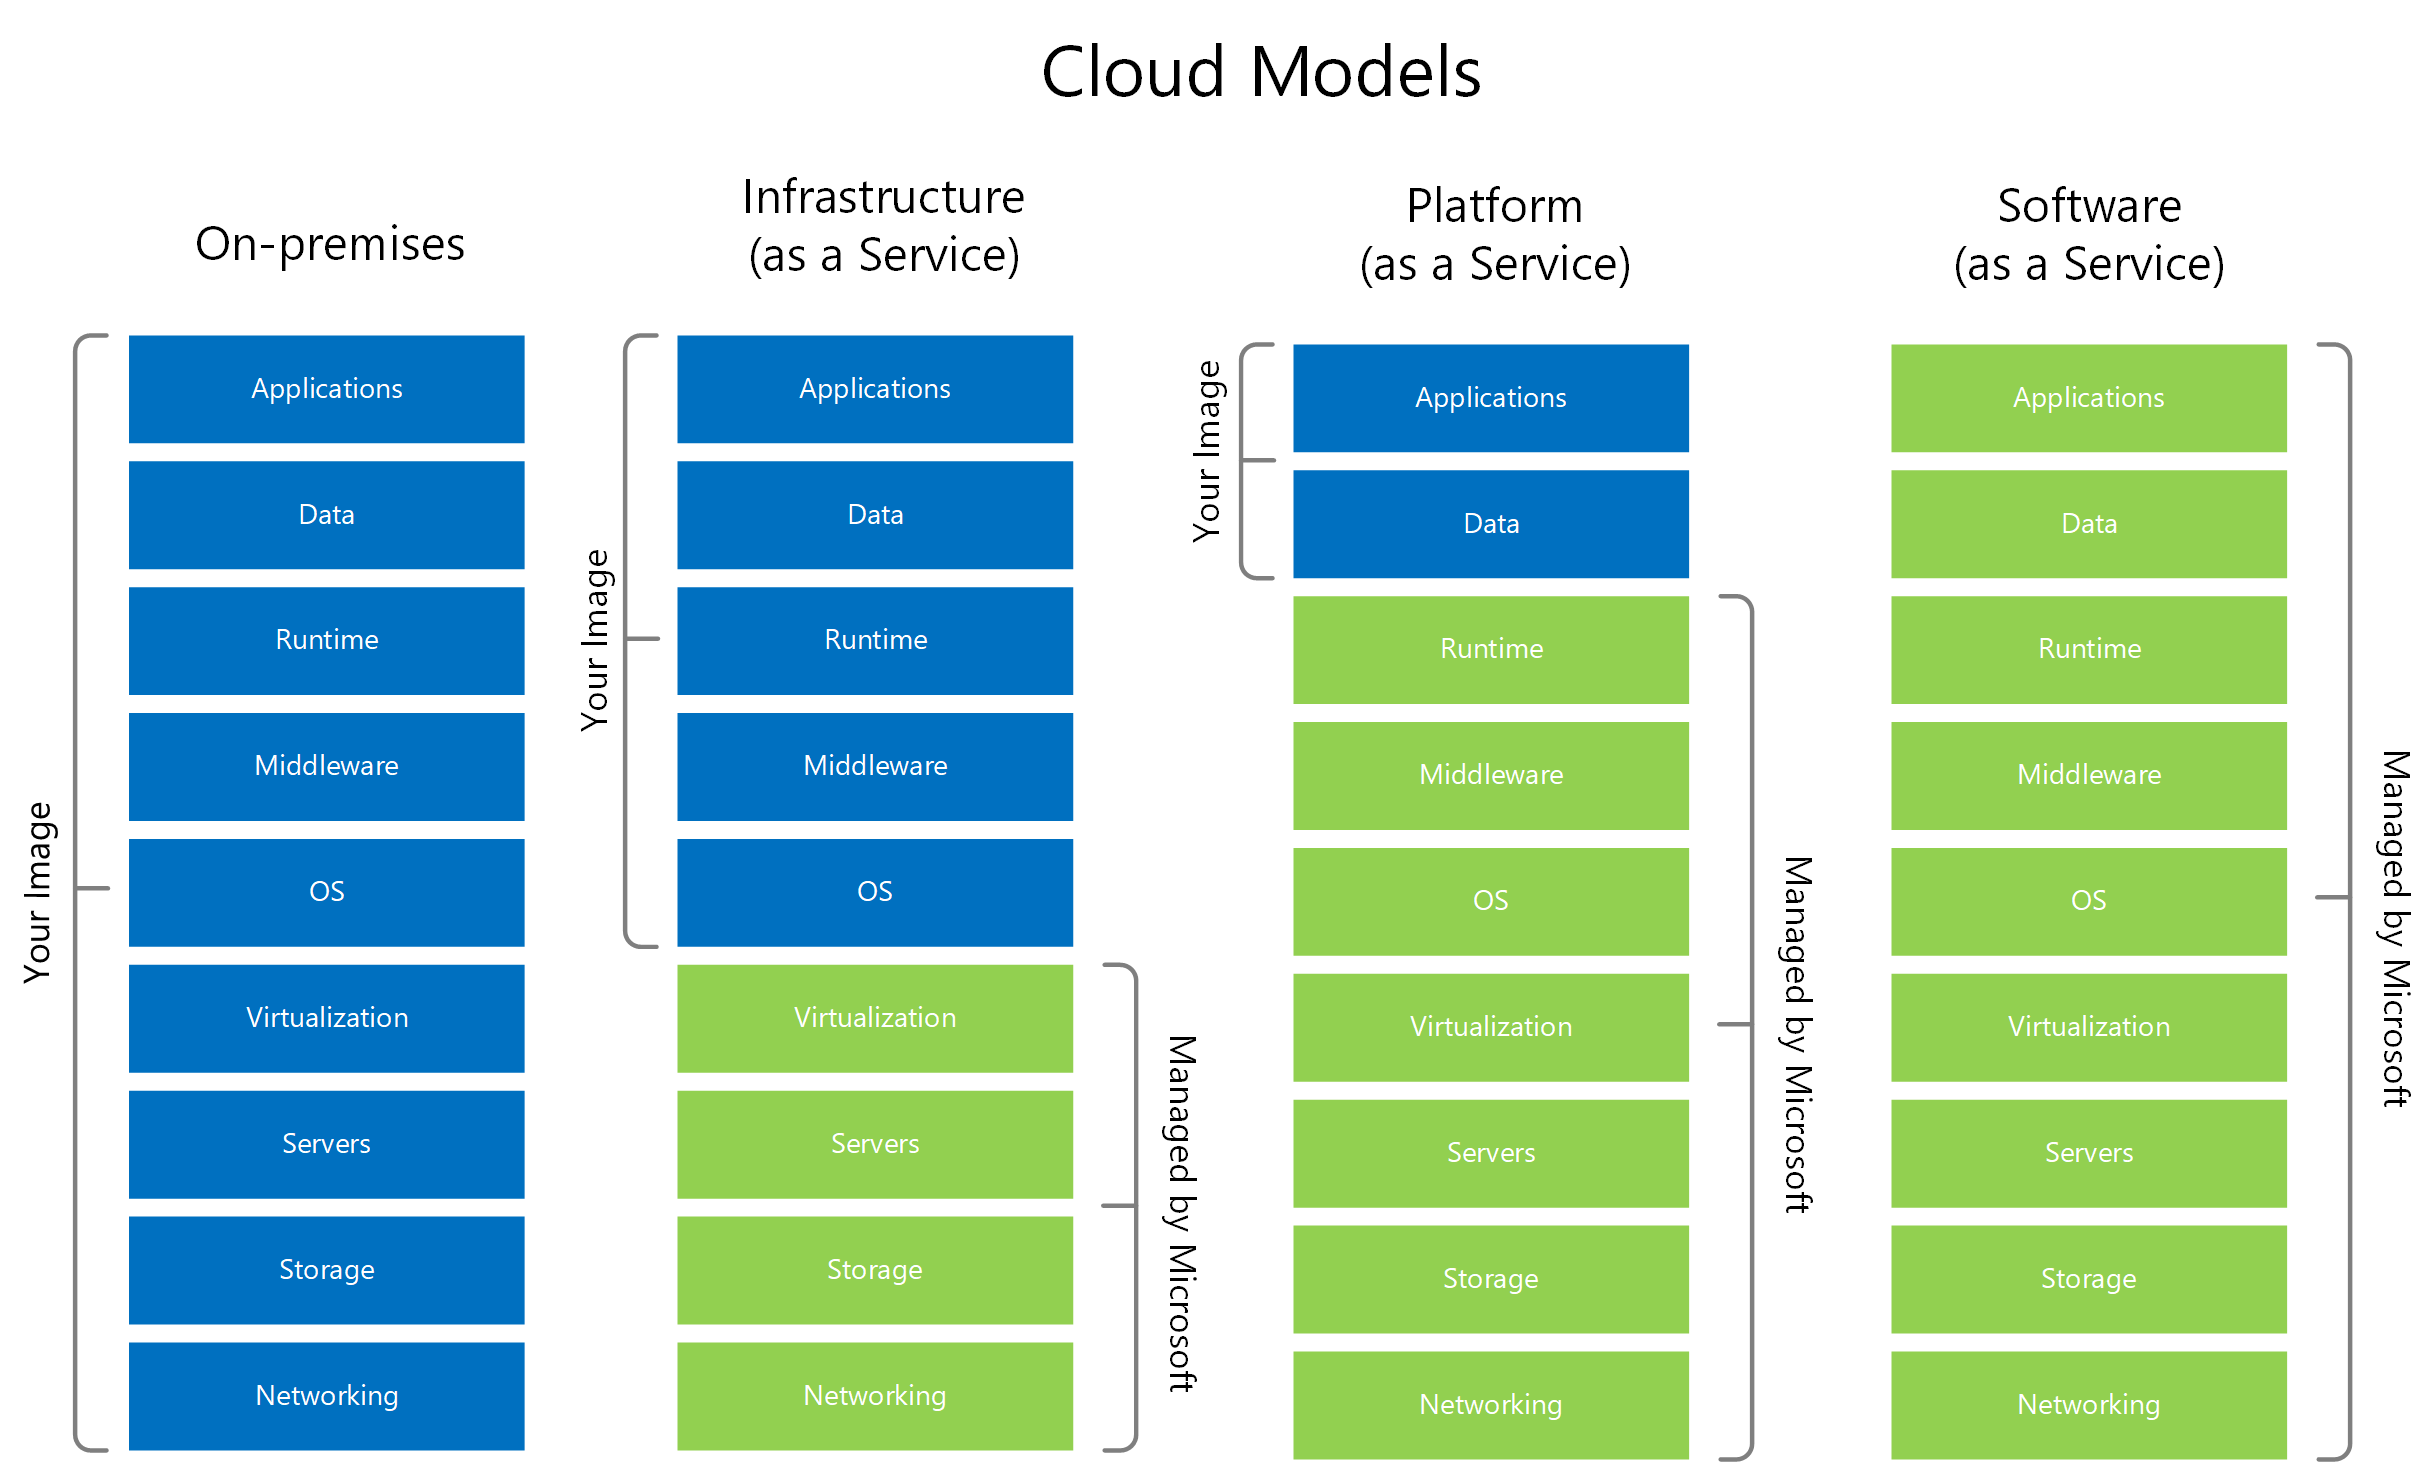 Cloud Models
On-premises
Your Image
Applications
Data
Runtime
Middleware
OS
Virtualization
Servers
Storage
Networking
Infrastructure
(as a Service)
Your Image
Applications
Data
Runtime
Middleware
OS
Virtualization
Servers
Storage
Networking
Managed by Microsoft
Platform
(as a Service)
Your Image
Applications
Data
Runtime
Middleware
OS
Virtualization
Servers
Storage
Networking
Managed by Microsoft
Software
(as a Service)
Applications
Data
Runtime
Middleware
OS
Virtualization
Servers
Storage
Networking
Managed by Microsoft